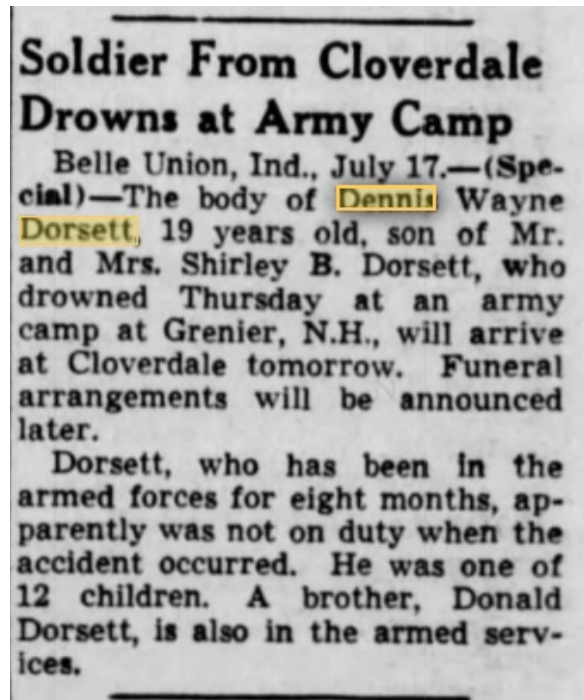 Soldier From Cloverdale
Drowns at Army Camp
Belle Union, Ind., July 17.—(Spe-
cial)—The body of Dennis Wayne
Dorsett, 19 years old, son of Mr.
and Mrs. Shirley B. Dorsett, who
drowned Thursday at an army
camp at Grenier, N.H., will arrive
at Cloverdale tomorrow. Funeral
arrangements will be announced
later.
Dorsett, who has been in the
armed forces for eight months, ap-
parently was not on duty when the
accident occurred. He was one of
12 children. A brother, Donald
Dorsett, is also in the armed serv-
ices.